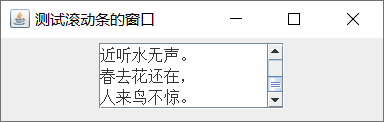 测试滚动条的窗口
近听水无声。
春去花还在，
人来鸟不惊。